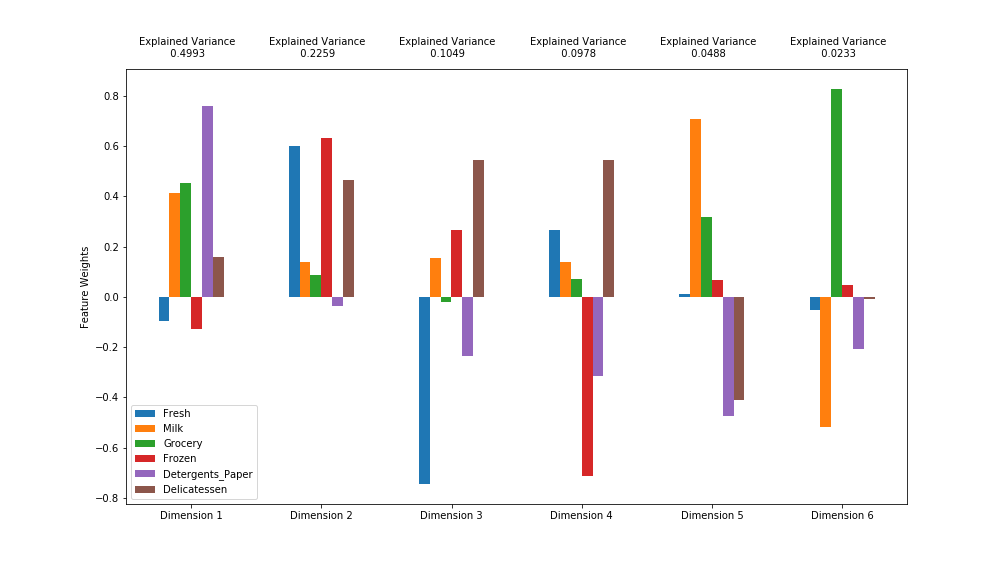 Explained Variance
0.4993
Explained Variance
0.2259
Explained Variance
0.1049
Explained Variance
0.0978
Explained Variance
0.0488
Explained Variance
0.0233
Feature Weights
0.8
0.6
0.4
0.2
0.0
−0.2
−0.4
−0.6
−0.8
Fresh
Milk
Grocery
Frozen
Detergents_Paper
Delicatessen
Dimension 1
Dimension 2
Dimension 3
Dimension 4
Dimension 5
Dimension 6